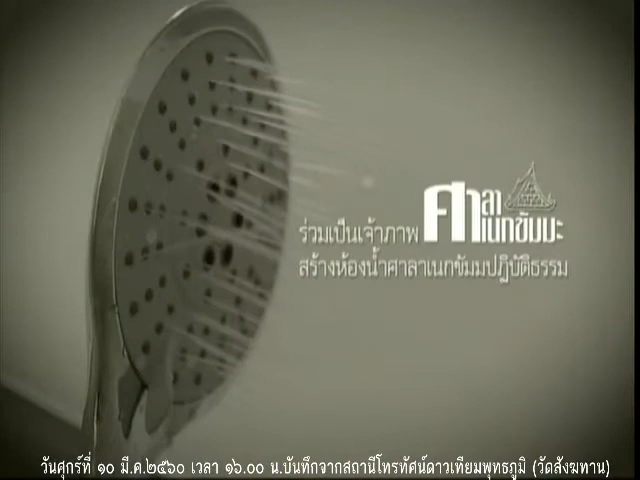 ร่วมเป็นเจ้าภาพ ศาลาเนกขัมมะ
สร้างห้องน้ำศาลาเนกขัมมปฏิบัติธรรม
วันศุกร์ที่ ๑๐ มี.ค.๒๕๖๐ เวลา ๑๖.๐๐ น.บันทึกจากสถานีโทรทัศน์ดาวเทียมพุทธภูมิ (วัดสังฆทาน)